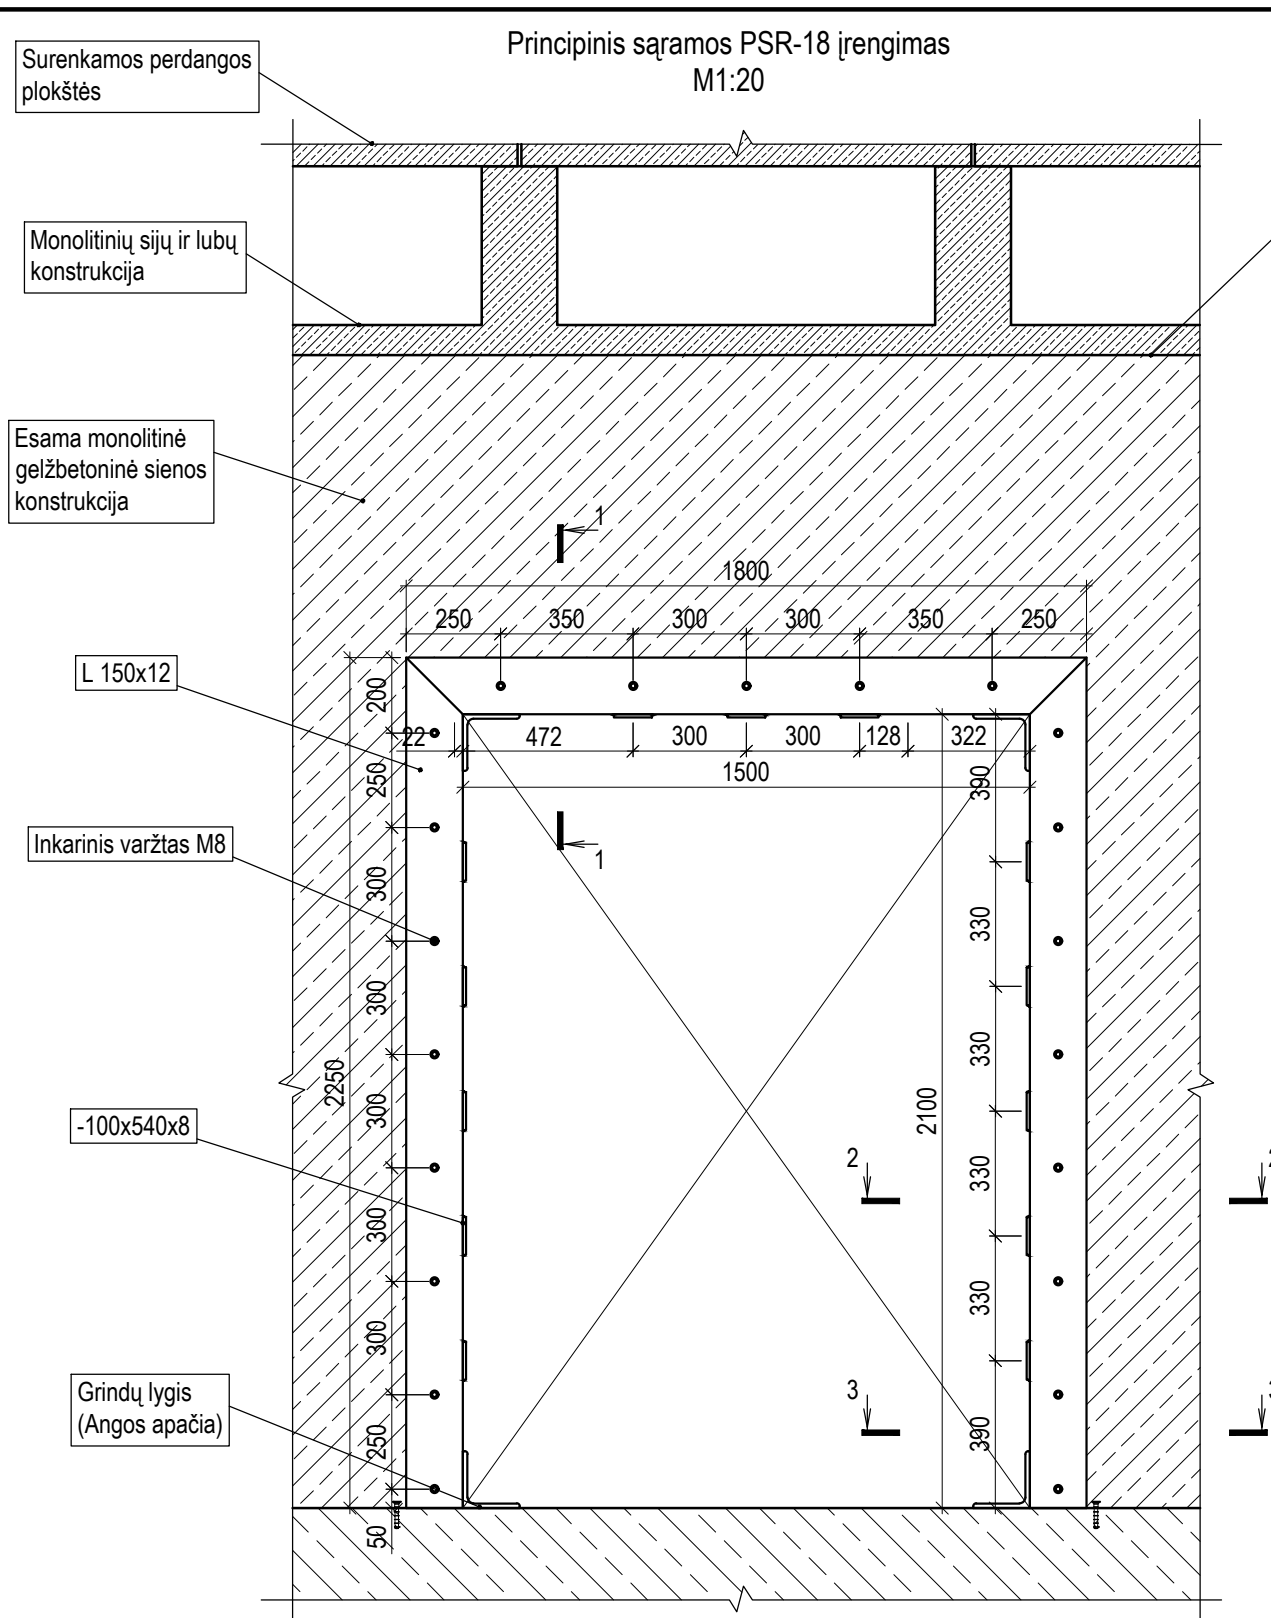 Principinis sąramos PSR-18 įrengimas
M1:20
Surenkamos perdangos
plokštės
Monolitinių sijų ir lubų
konstrukcija
Esama monolitinė
gelžbetoninė sienos
konstrukcija
1
1800
250 350 300 300 350 250
L 150x12
22 472 300 300 128 322
1500
1
Inkarinis varžtas M8
200
250
300
300
300
300
300
250
50
2250
390
330
330
330
330
390
2100
-100x540x8
2 2
3 3
Grindų lygis
(Angos apačia)